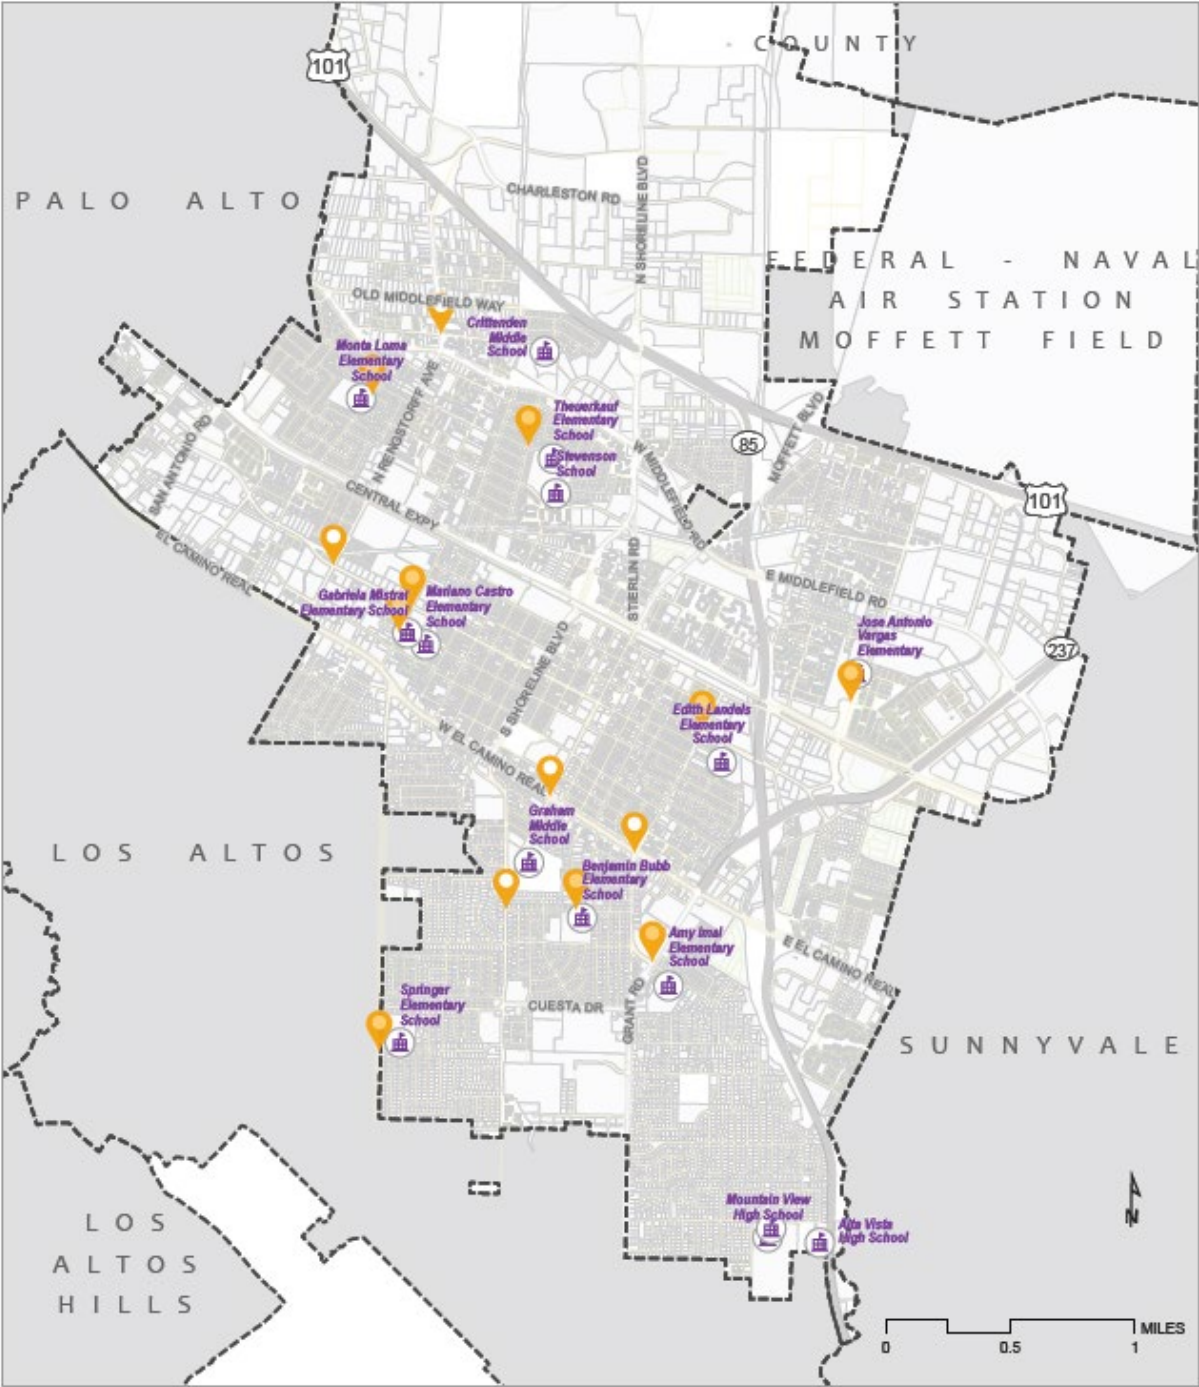 COUNTY
101
PALO ALTO
CHARLESTON RD
N SHORELINE BLVD
FEDERAL - NAVAL
AIR STATION
MOFFETT FIELD
OLD MIDDLEFIELD WAY
Crittenden
Middle
School
Monta Loma
Elementary
School
N RENGSTORFF AVE
Theuerkauf
Elementary
School
Stevenson
School
SAN ANTONIO RD
CENTRAL EXPY
W MIDDLEFIELD RD
85
MOFFETT BLVD
101
EL CAMINO REAL
Gabriela Mistral
Elementary School
Mariano Castro
Elementary
School
STIERLIN RD
E MIDDLEFIELD RD
Jose Antonio
Vargas
Elementary
237
S SHORELINE BLVD
Edith Landels
Elementary
School
W EL CAMINO REAL
Graham
Middle
School
LOS ALTOS
Benjamin Bubb
Elementary
School
Amy Imai
Elementary
School
E EL CAMINO REAL
Springer
Elementary
School
CUESTA DR
GRANT RD
SUNNYVALE
Mountain View
High School
Alta Vista
High School
LOS
ALTOS
HILLS
N
MILES
0 0.5 1